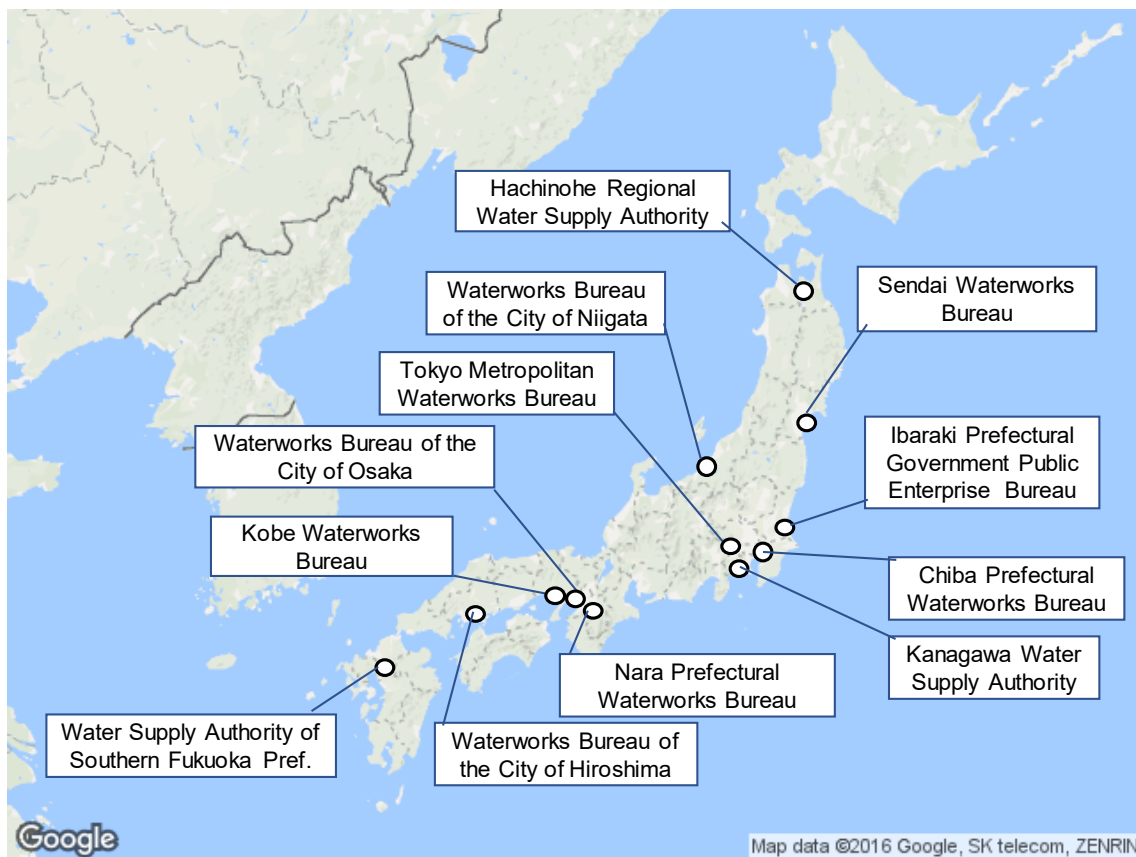 Hachinohe Regional
Water Supply Authority
Waterworks Bureau
of the City of Niigata
Sendai Waterworks
Bureau
Tokyo Metropolitan
Waterworks Bureau
Waterworks Bureau of the
City of Osaka
Ibaraki Prefectural
Government Public
Enterprise Bureau
Kobe Waterworks
Bureau
Chiba Prefectural
Waterworks Bureau
Kanagawa Water
Supply Authority
Nara Prefectural
Waterworks Bureau
Water Supply Authority of
Southern Fukuoka Pref.
Waterworks Bureau of
the City of Hiroshima
Google
Map data ©2016 Google, SK telecom, ZENRIN